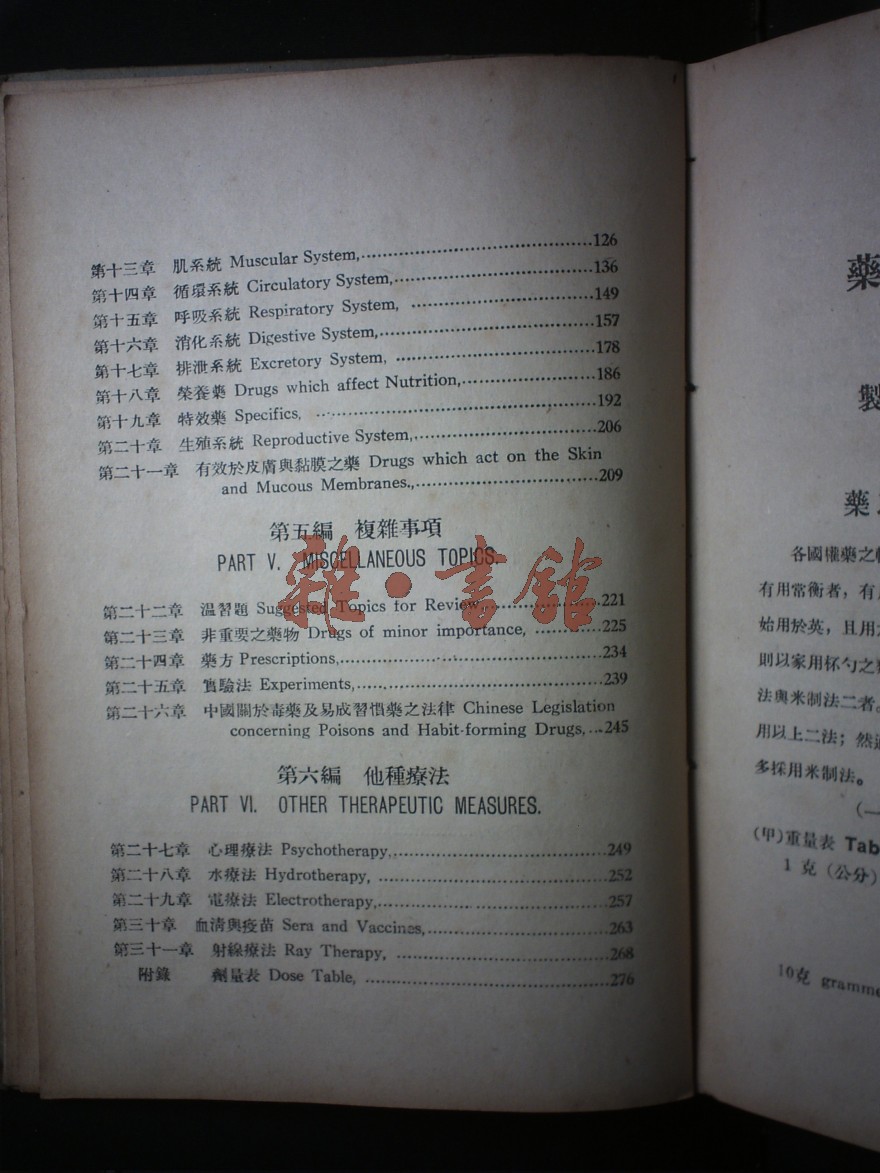 第十三章 肌系統 Muscular System,........................................126
第十四章 循環系統 Circulatory System,..................................136
第十五章 呼吸系統 Respiratory System, ................................149
第十六章 消化系統 Digestive System,.....................................157
第十七章 排泄系統 Excretory System, ...................................178
第十八章 榮養藥 Drugs which affect Nutrition,.......................186
第十九章 特效藥 Specifics, ................................................192
第二十章 生殖系統 Reproductive System,...............................206
第二十一章 有效於皮膚與黏膜之藥 Drugs which act on the Skin
and Mucous Membranes.,...................................209
第五編 複雜事項
PART V. MISCELLANEOUS TOPICS.
第二十二章 温習題 Suggested Topics for Review,.....................221
第二十三章 非重要之藥物 Drugs of minor importance, ..............225
第二十四章 藥方 Prescriptions,...........................................234
第二十五章 實驗法 Experiments,........................................239
第二十六章 中國關於毒藥及易成習慣藥之法律 Chinese Legislation
concerning Poisons and Habit-forming Drugs,...245
第六編 他種療法
PART VI. OTHER THERAPEUTIC MEASURES.
第二十七章 心理療法 Psychotherapy,...................................249
第二十八章 水療法 Hydrotherapy, ......................................252
第二十九章 電療法 Electrotherapy,.....................................257
第三十章 血清與疫苗 Sera and Vaccines,..............................263
第三十一章 射線療法 Ray Therapy, ....................................268
附錄 劑量表 Dose Table, ..............................................276
雜·書館
藥
製
藥
各國權藥之
有用常衡者，有
始用於英，且用
則以家用杯勺之
法與米制法二者。
用以上二法；然
多採用米制法。
(一
(甲)重量表 Tab
1 克 (公分)
10克 gramme